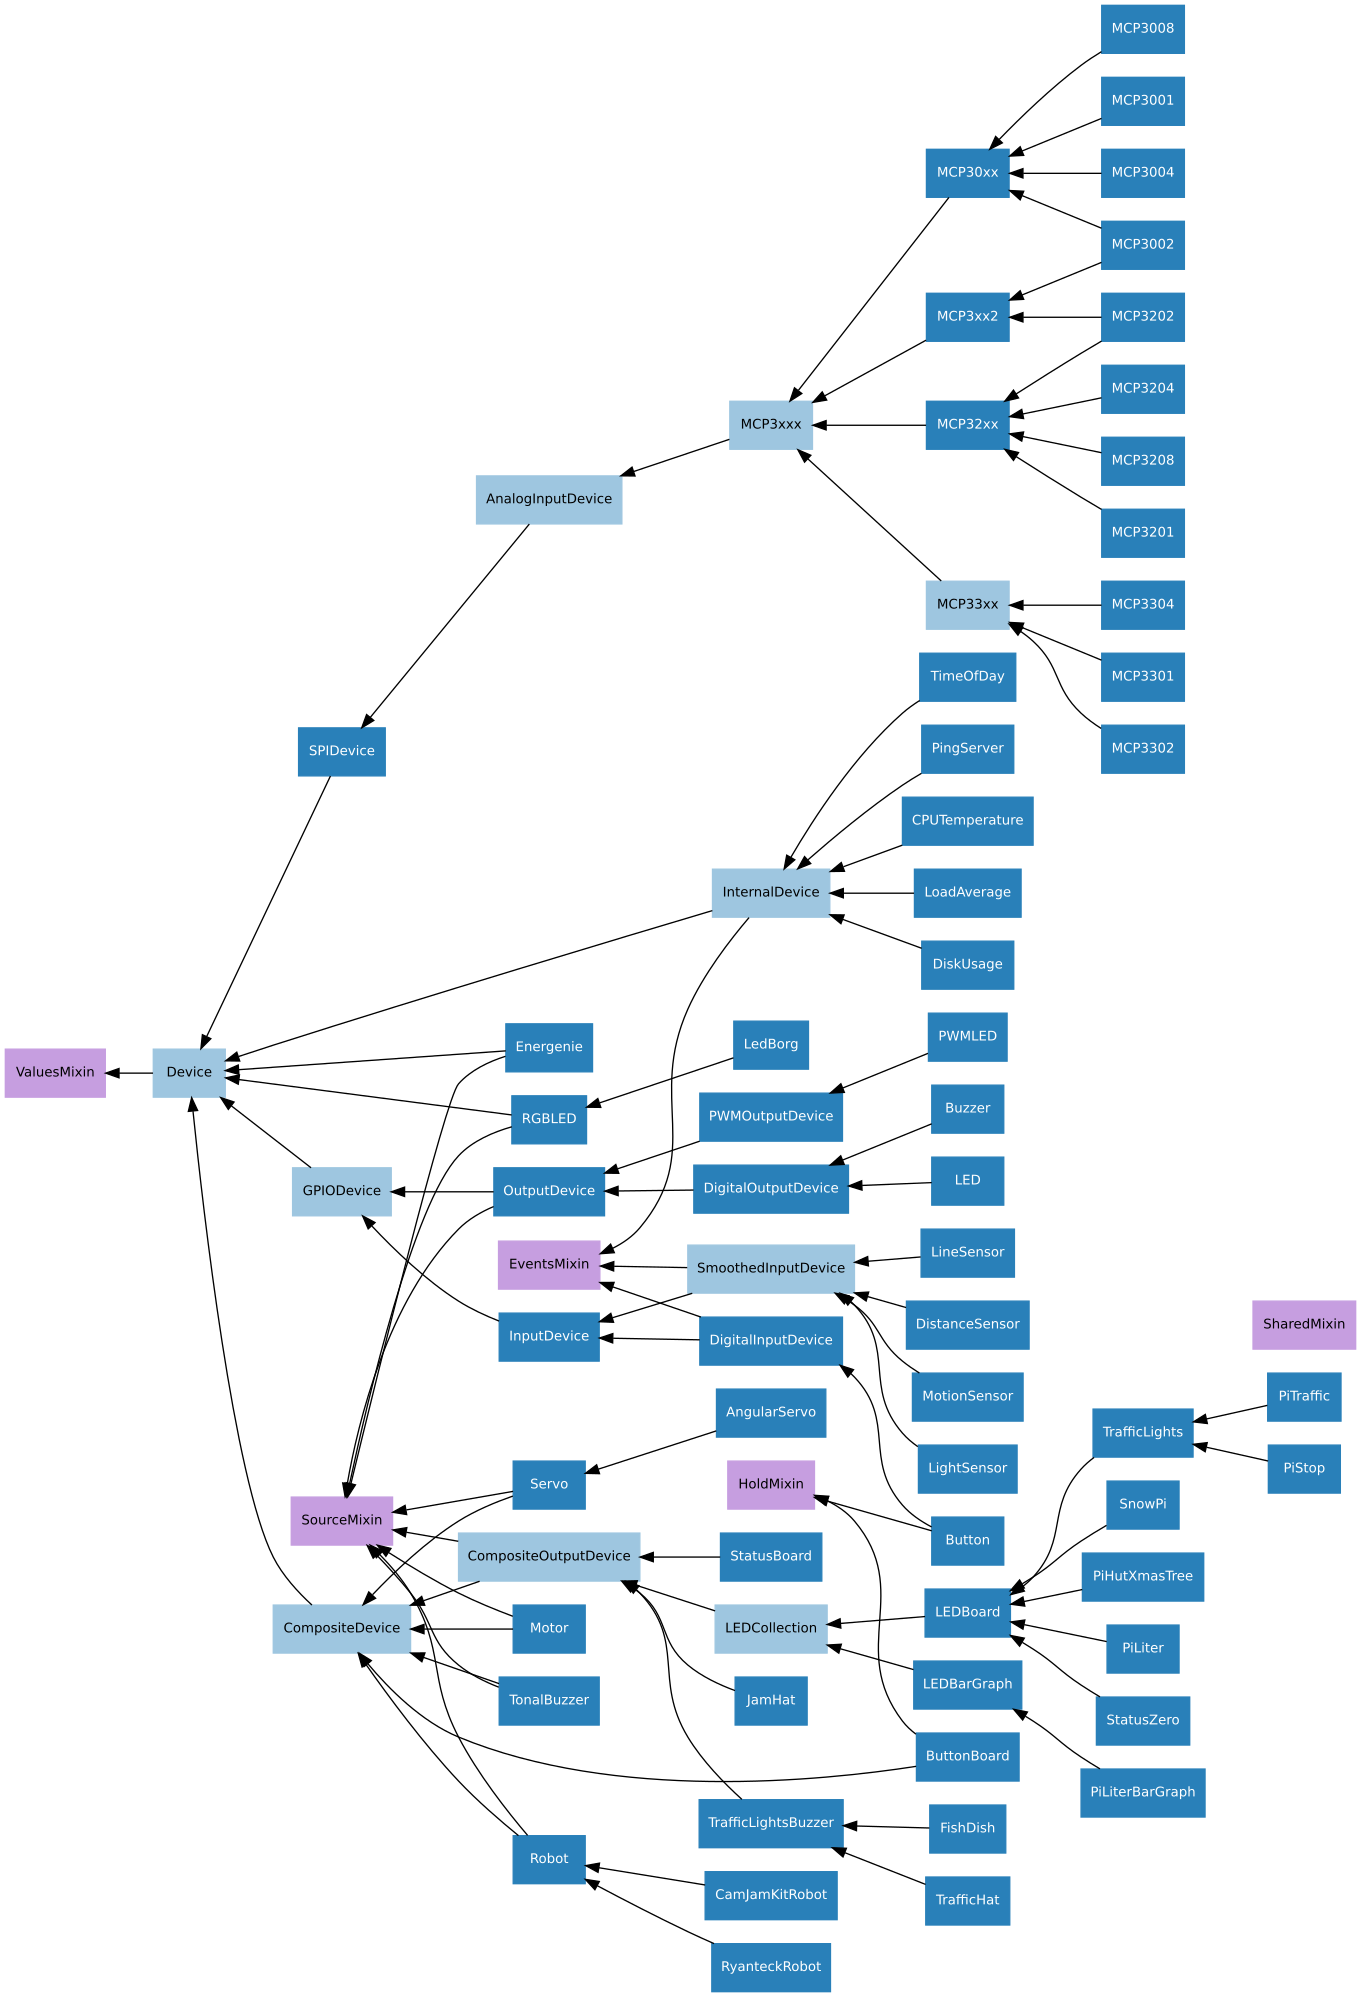 MCP3008
MCP3001
MCP30xx
MCP3004
MCP3002
MCP3xx2
MCP3202
MCP3204
MCP3xxx
MCP32xx
MCP3208
AnalogInputDevice
MCP3201
MCP33xx
MCP3304
TimeOfDay
MCP3301
SPIDevice
PingServer
MCP3302
CPUTemperature
InternalDevice
LoadAverage
DiskUsage
PWMLED
Energenie
LedBorg
ValuesMixin
Device
RGBLED
PWMOutputDevice
Buzzer
GPIODevice
OutputDevice
DigitalOutputDevice
LED
EventsMixin
SmoothedInputDevice
LineSensor
InputDevice
DigitalInputDevice
DistanceSensor
SharedMixin
AngularServo
MotionSensor
PiTraffic
TrafficLights
Servo
HoldMixin
LightSensor
PiStop
SourceMixin
SnowPi
CompositeOutputDevice
StatusBoard
Button
PiHutXmasTree
CompositeDevice
Motor
LEDCollection
LEDBoard
PiLiter
TonalBuzzer
JamHat
LEDBarGraph
StatusZero
ButtonBoard
PiLiterBarGraph
TrafficLightsBuzzer
FishDish
Robot
CamJamKitRobot
TrafficHat
RyanteckRobot